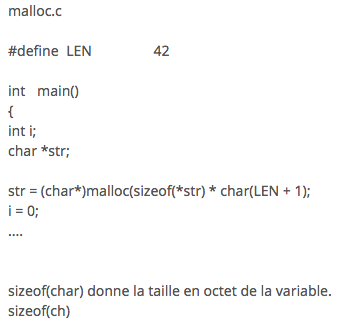 malloc.c
#define LEN 42
int main()
{
int i;
char *str;
str = (char*)malloc(sizeof(*str) * char(LEN + 1);
i = 0;
....
sizeof(char) donne la taille en octet de la variable.
sizeof(ch)